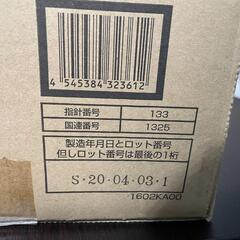 4 545384 323612
指針番号 133
国連番号 1325
製造年月日とロット番号
但しロット番号は最後の1桁
S・20・04・03・1
1602KA00